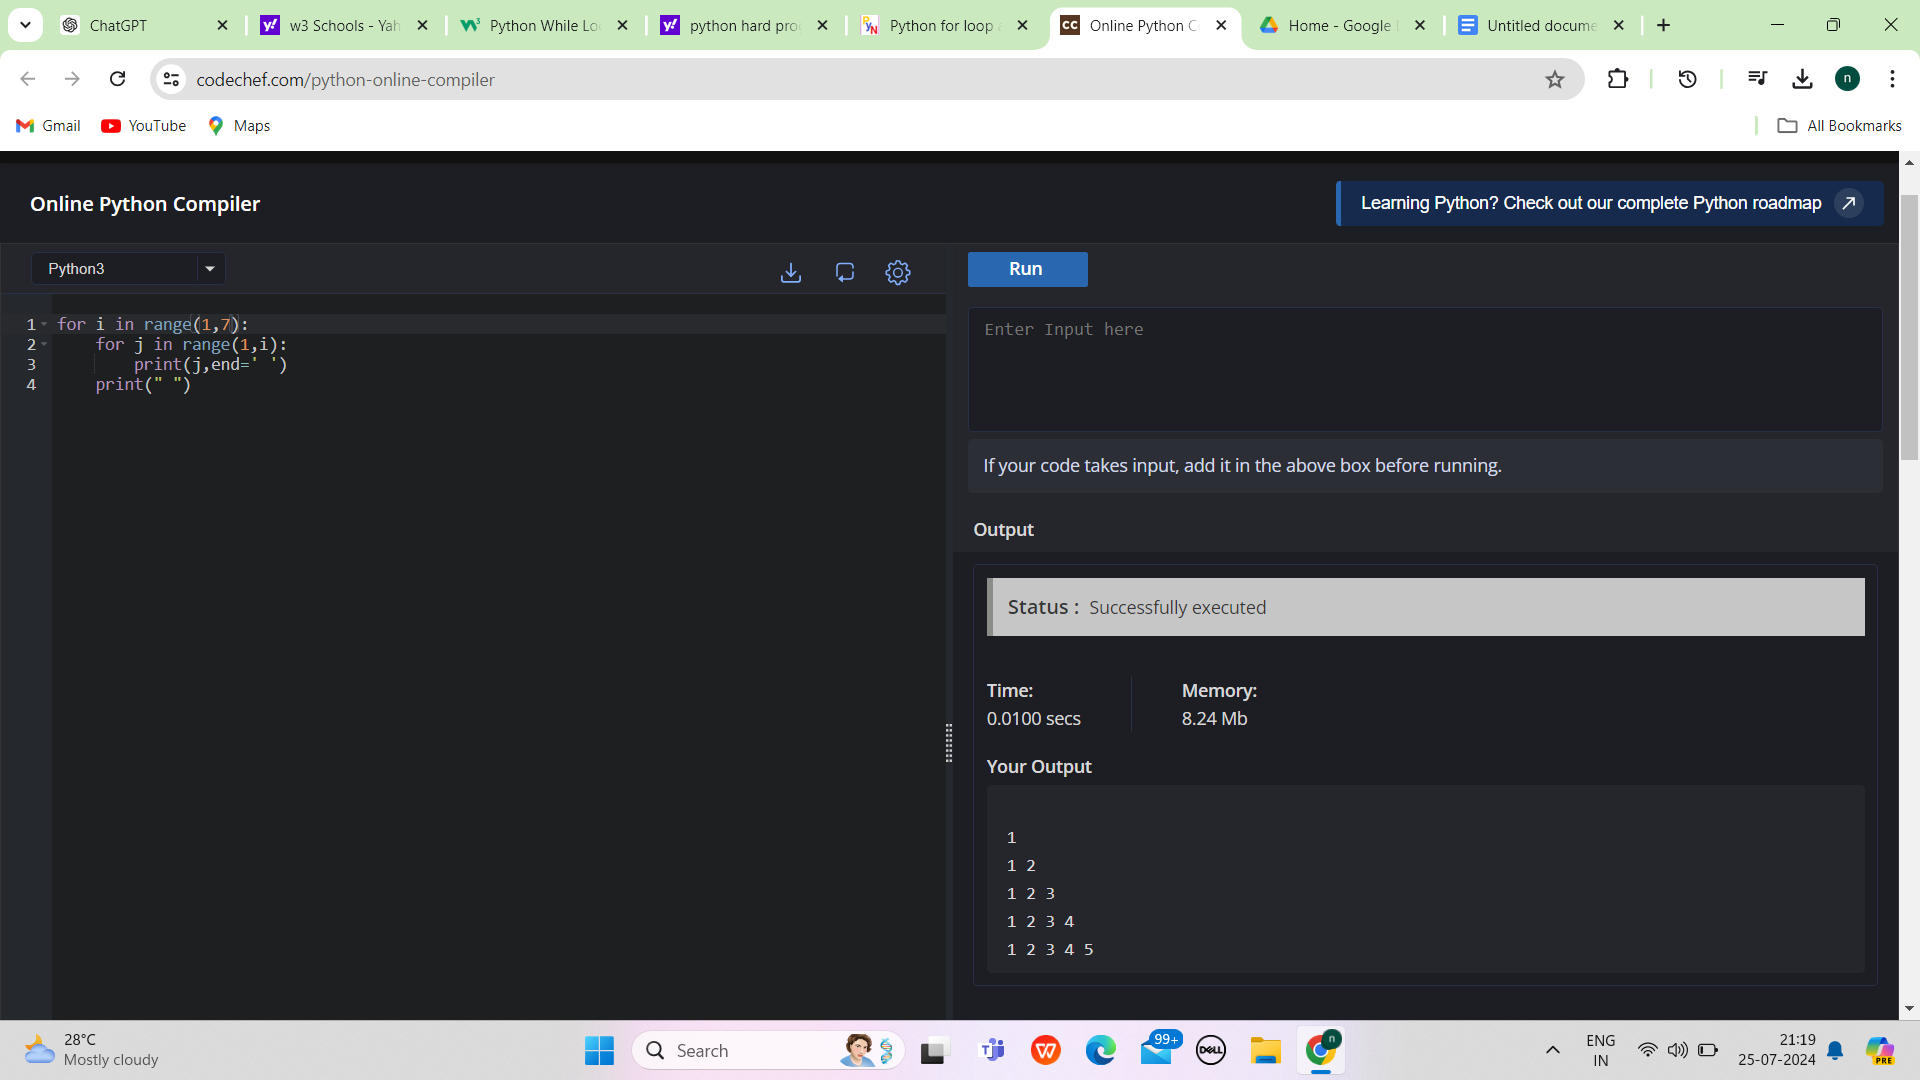 ChatGPT
w3 Schools - Yah
Python While Lo
python hard pro
Python for loop
Online Python C
Home - Google
Untitled docume
codechef.com/python-online-compiler
n
Gmail
YouTube
Maps
All Bookmarks
Online Python Compiler
Learning Python? Check out our complete Python roadmap
Python3
Run
1 for i in range(1,7):
2 for j in range(1,i):
3 print(j,end=' ')
4 print(" ")
Enter Input here
If your code takes input, add it in the above box before running.
Output
Status : Successfully executed
Time:
0.0100 secs
Memory:
8.24 Mb
Your Output
1
1 2
1 2 3
1 2 3 4
1 2 3 4 5
28°C
Mostly cloudy
Search
99+
DELL
n
ENG
IN
21:19
25-07-2024
PRE